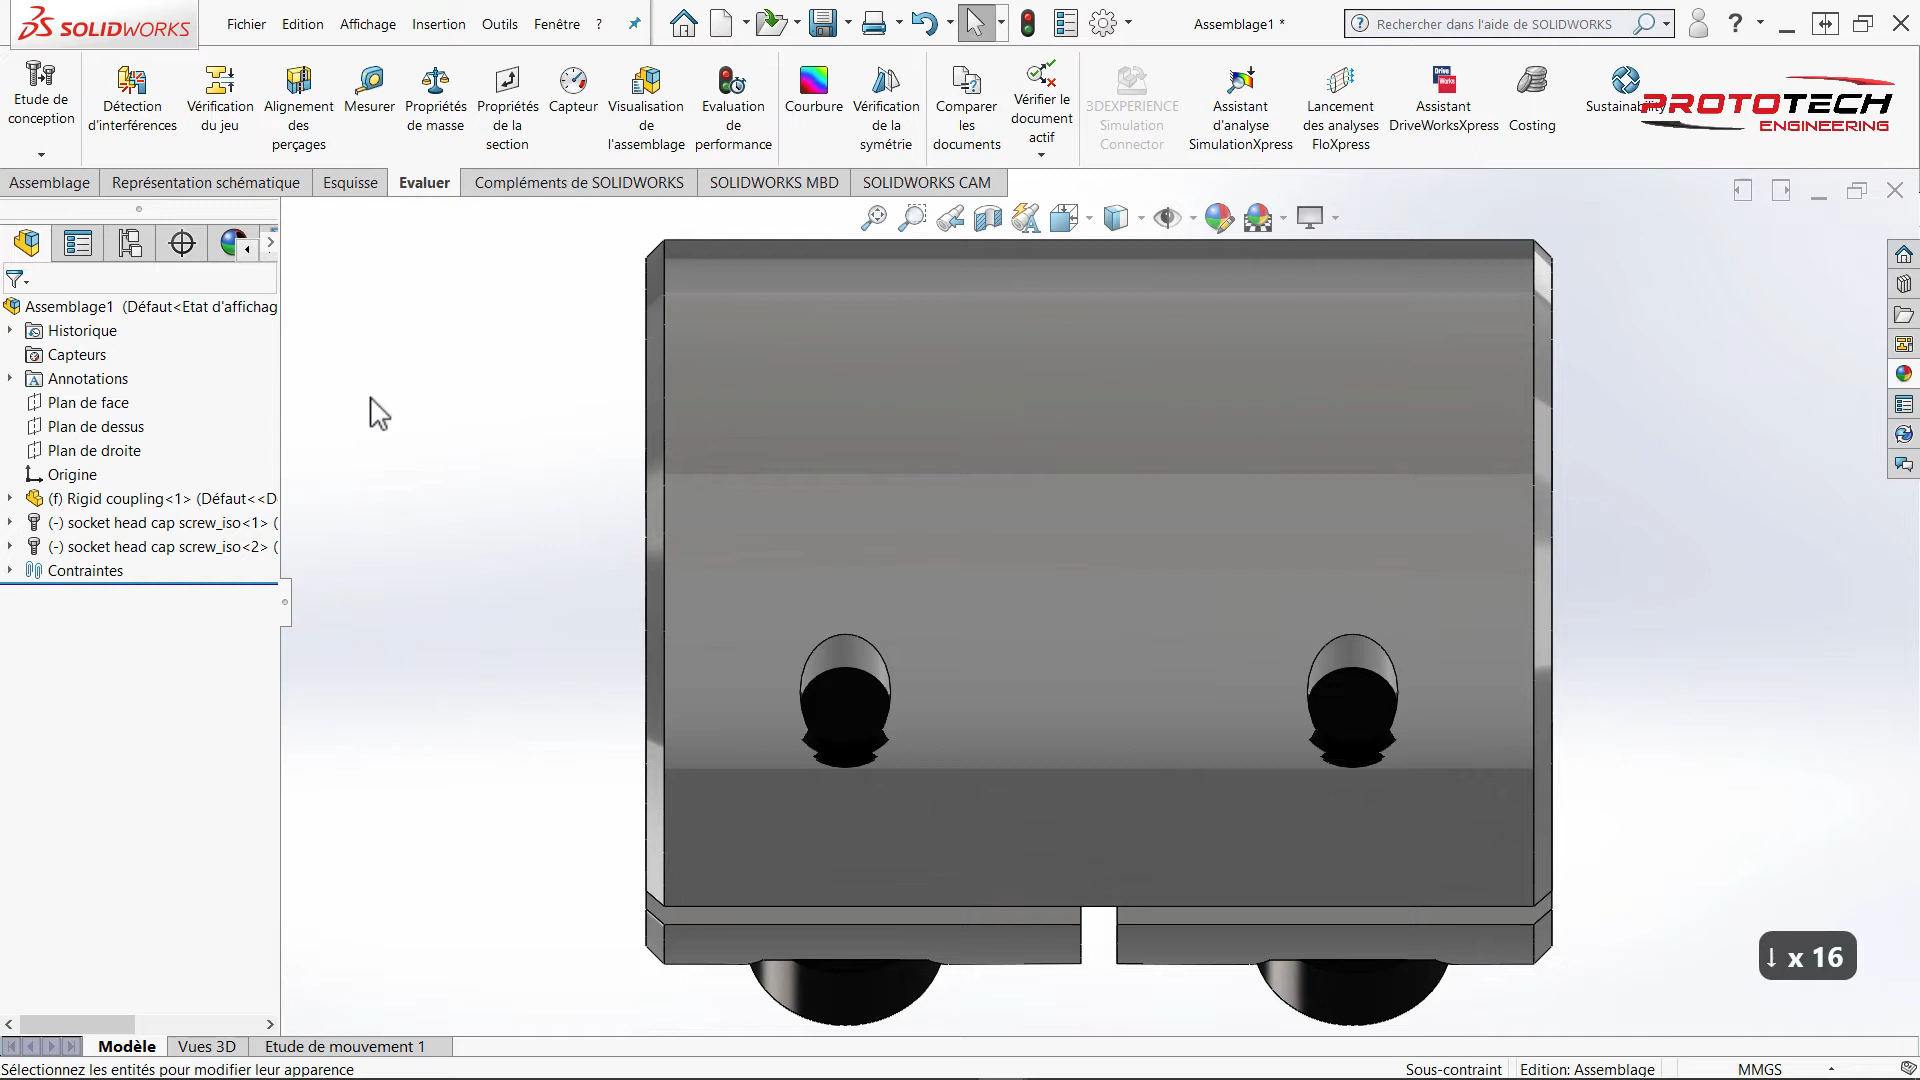 SOLIDWORKS
Fichier Edition Affichage Insertion Outils Fenêtre ?
Assemblage1 *
Rechercher dans l'aide de SOLIDWORKS
?
Etude de conception
Détection d'interférences
Vérification du jeu
Alignement des perçages
Mesurer
Propriétés de masse
Propriétés de la section
Capteur
Visualisation de l'assemblage
Evaluation de performance
Courbure
Vérification de la symétrie
Comparer les documents
Vérifier le document actif
3DEXPERIENCE Simulation Connector
Assistant d'analyse SimulationXpress
Lancement des analyses FloXpress
Drive Works
Assistant DriveWorksXpress
Costing
Sustainability
PROTOTECH
ENGINEERING
Assemblage Représentation schématique Esquisse Evaluer Compléments de SOLIDWORKS SOLIDWORKS MBD SOLIDWORKS CAM
Assemblage1 (Défaut<Etat d'affichag
Historique
Capteurs
Annotations
Plan de face
Plan de dessus
Plan de droite
Origine
(f) Rigid coupling<1> (Défaut<<D
(-) socket head cap screw_iso<1> (
(-) socket head cap screw_iso<2> (
Contraintes
↓ x 16
Modèle Vues 3D Etude de mouvement 1
Sélectionnez les entités pour modifier leur apparence
Sous-contraint Edition: Assemblage MMGS